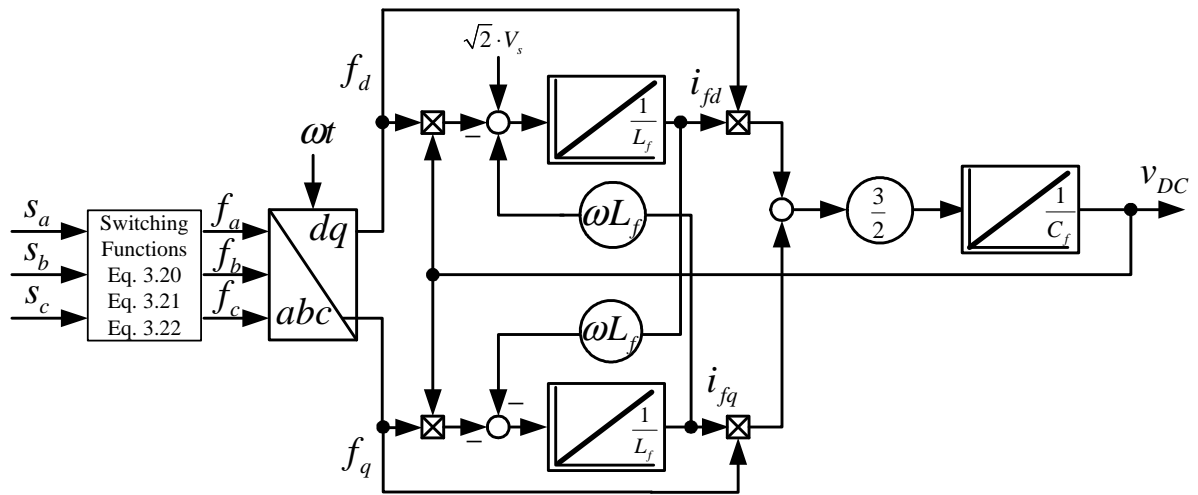 √2·V_s
f_d
i_fd
ωt
1/L_f
v_DC
s_a
s_b
s_c
Switching
Functions
Eq. 3.20
Eq. 3.21
Eq. 3.22
f_a
f_b
f_c
dq
abc
−
ωL_f
3/2
1/C_f
ωL_f
−
−
1/L_f
i_fq
f_q